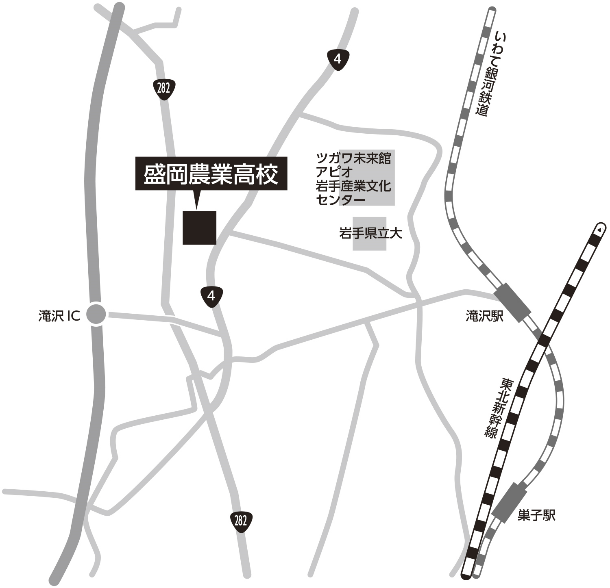 いわて銀河鉄道
4
282
盛岡農業高校
ツガワ未来館
アピオ
岩手産業文化
センター
岩手県立大
4
滝沢IC
滝沢駅
東北新幹線
282
巣子駅